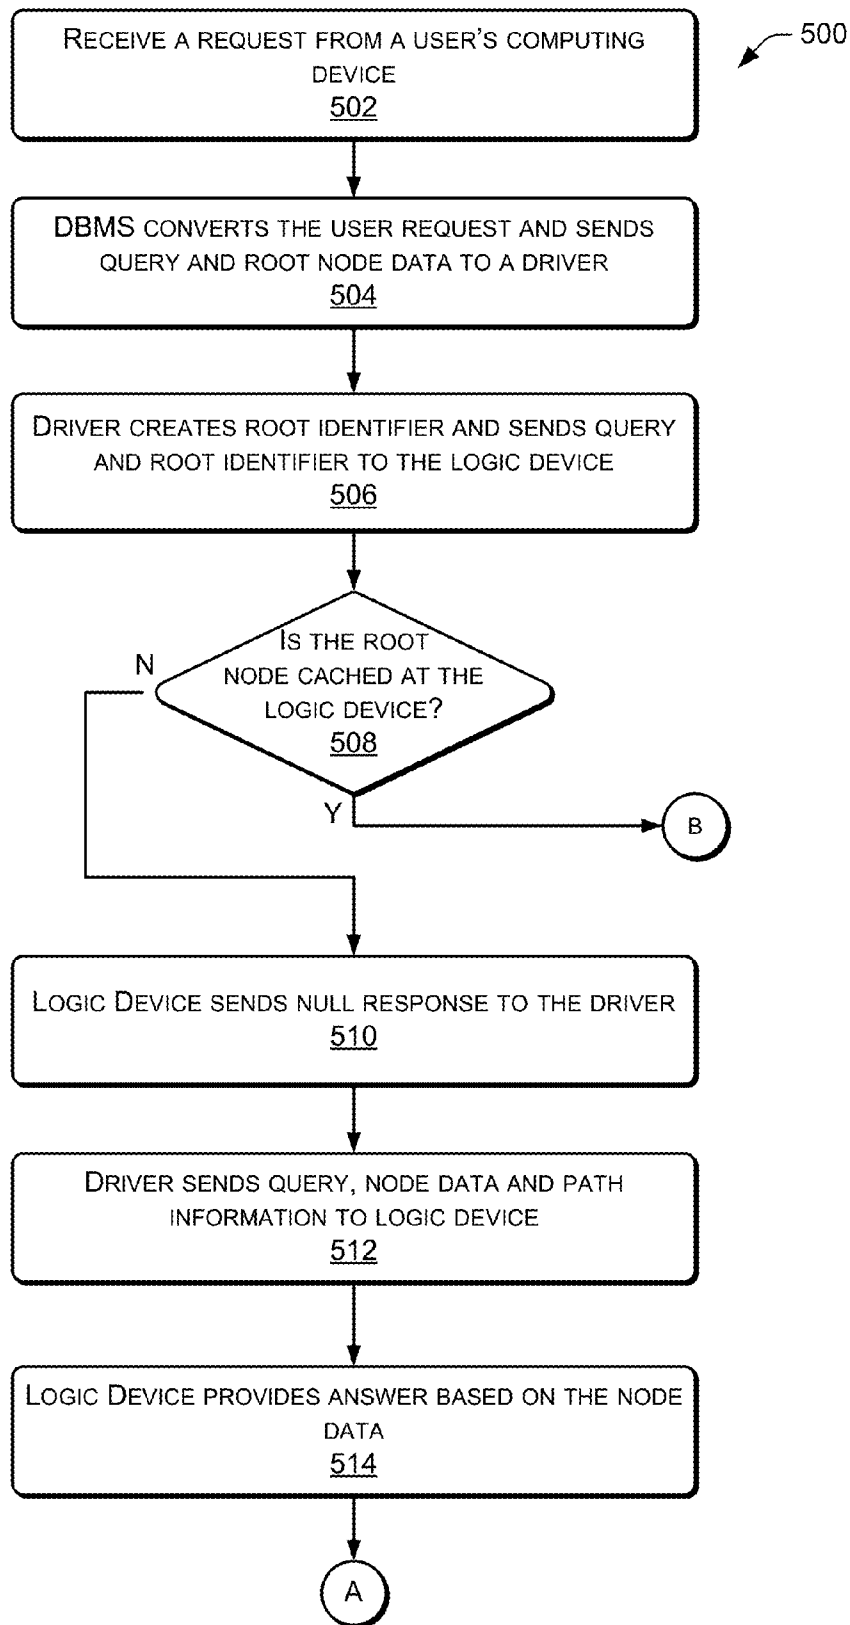 500
RECEIVE A REQUEST FROM A USER'S COMPUTING
DEVICE
502
DBMS CONVERTS THE USER REQUEST AND SENDS
QUERY AND ROOT NODE DATA TO A DRIVER
504
DRIVER CREATES ROOT IDENTIFIER AND SENDS QUERY
AND ROOT IDENTIFIER TO THE LOGIC DEVICE
506
IS THE ROOT
NODE CACHED AT THE
LOGIC DEVICE?
508
N
Y
B
LOGIC DEVICE SENDS NULL RESPONSE TO THE DRIVER
510
DRIVER SENDS QUERY, NODE DATA AND PATH
INFORMATION TO LOGIC DEVICE
512
LOGIC DEVICE PROVIDES ANSWER BASED ON THE NODE
DATA
514
A